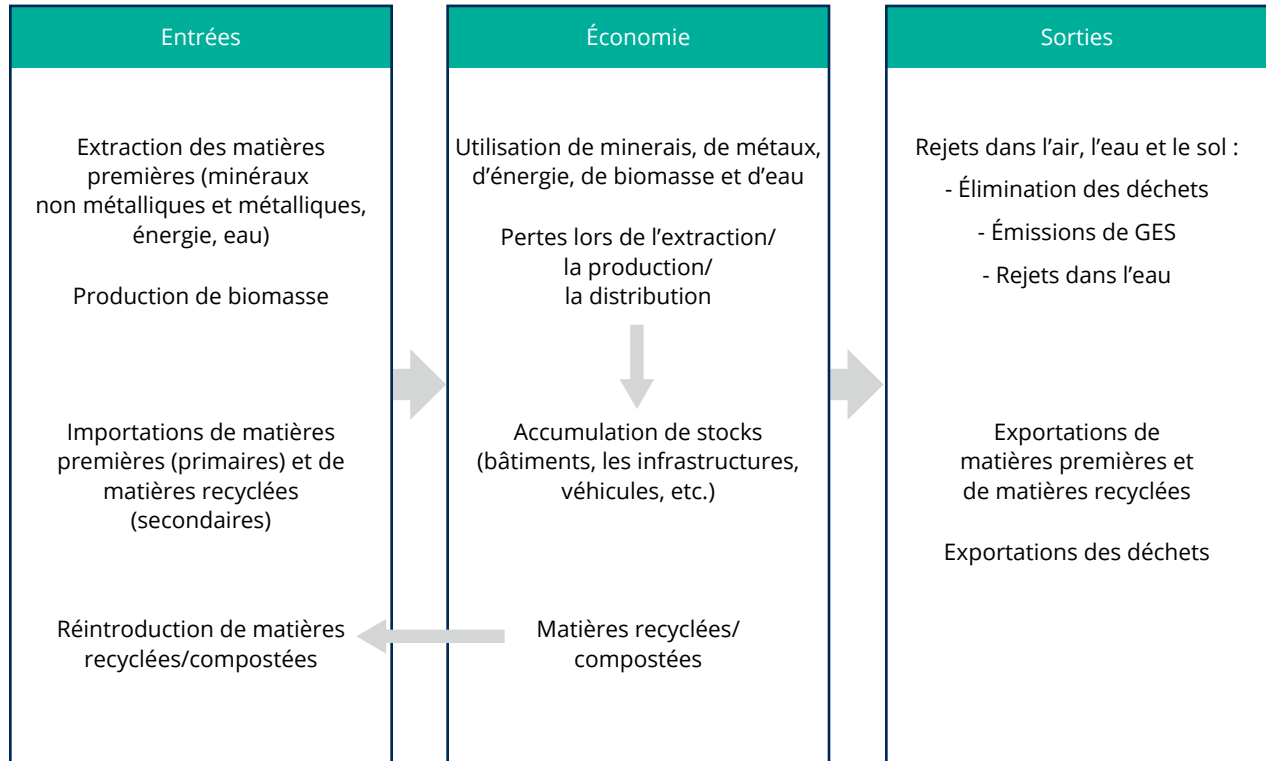 Entrées
Extraction des matières
premières (minéraux
non métalliques et métalliques,
énergie, eau)
Production de biomasse
Importations de matières
premières (primaires) et de
matières recyclées
(secondaires)
Réintroduction de matières
recyclées/compostées
Économie
Utilisation de minerais, de métaux,
d’énergie, de biomasse et d’eau
Pertes lors de l’extraction/
la production/
la distribution
Accumulation de stocks
(bâtiments, les infrastructures,
véhicules, etc.)
Matières recyclées/
compostées
Sorties
Rejets dans l’air, l’eau et le sol :
- Élimination des déchets
- Émissions de GES
- Rejets dans l’eau
Exportations de
matières premières et
de matières recyclées
Exportations des déchets